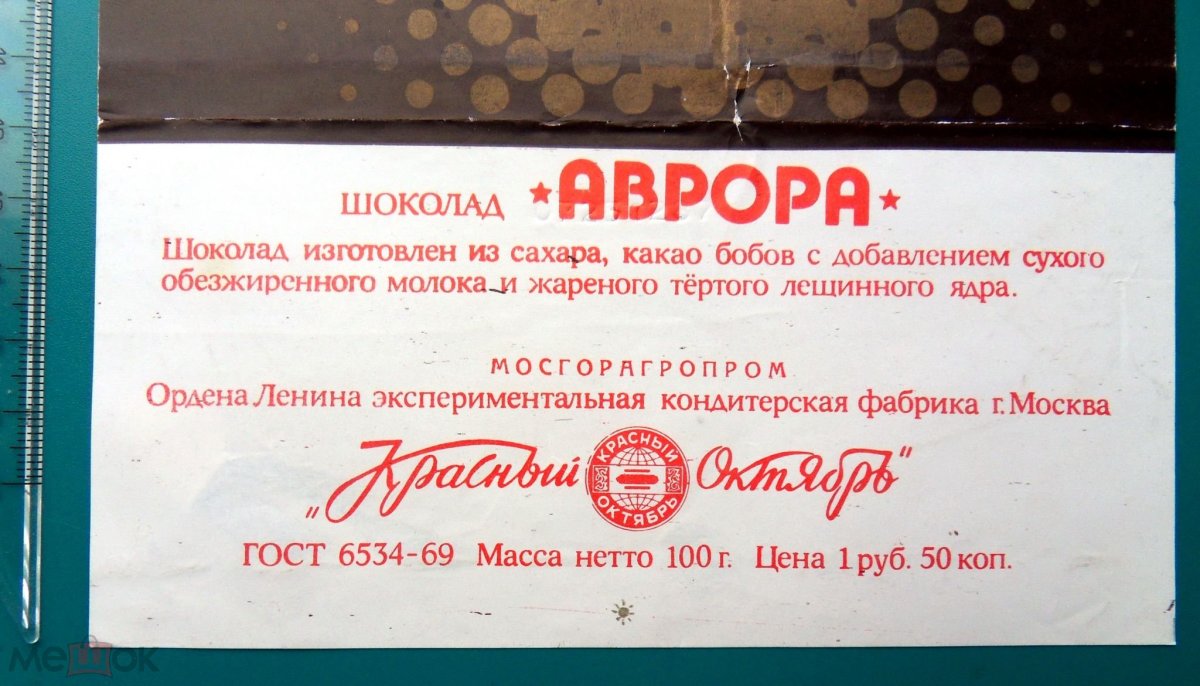 ШОКОЛАД ★АВРОРА★
Шоколад изготовлен из сахара, какао бобов с добавлением сухого
обезжиренного молока и жареного тёртого лещинного ядра.
МОСГОРАГРОПРОМ
Ордена Ленина экспериментальная кондитерская фабрика г. Москва
„Красный КРАСНЫЙ ОКТЯБРЬ Октябрь"
ГОСТ 6534-69 Масса нетто 100 г. Цена 1 руб. 50 коп.
мешок